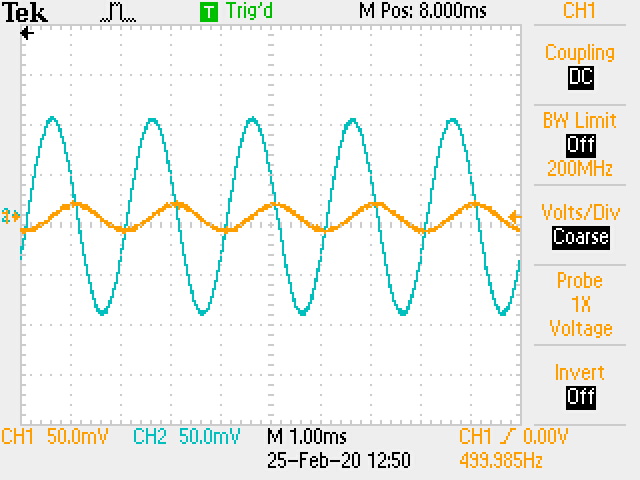 Tek T Trig'd M Pos: 8.000ms CH1
Coupling
DC
BW Limit
Off
200MHz
2
Volts/Div
Coarse
Probe
1X
Voltage
Invert
Off
CH1 50.0mV CH2 50.0mV M 1.00ms CH1 0.00V
25-Feb-20 12:50 499.985Hz